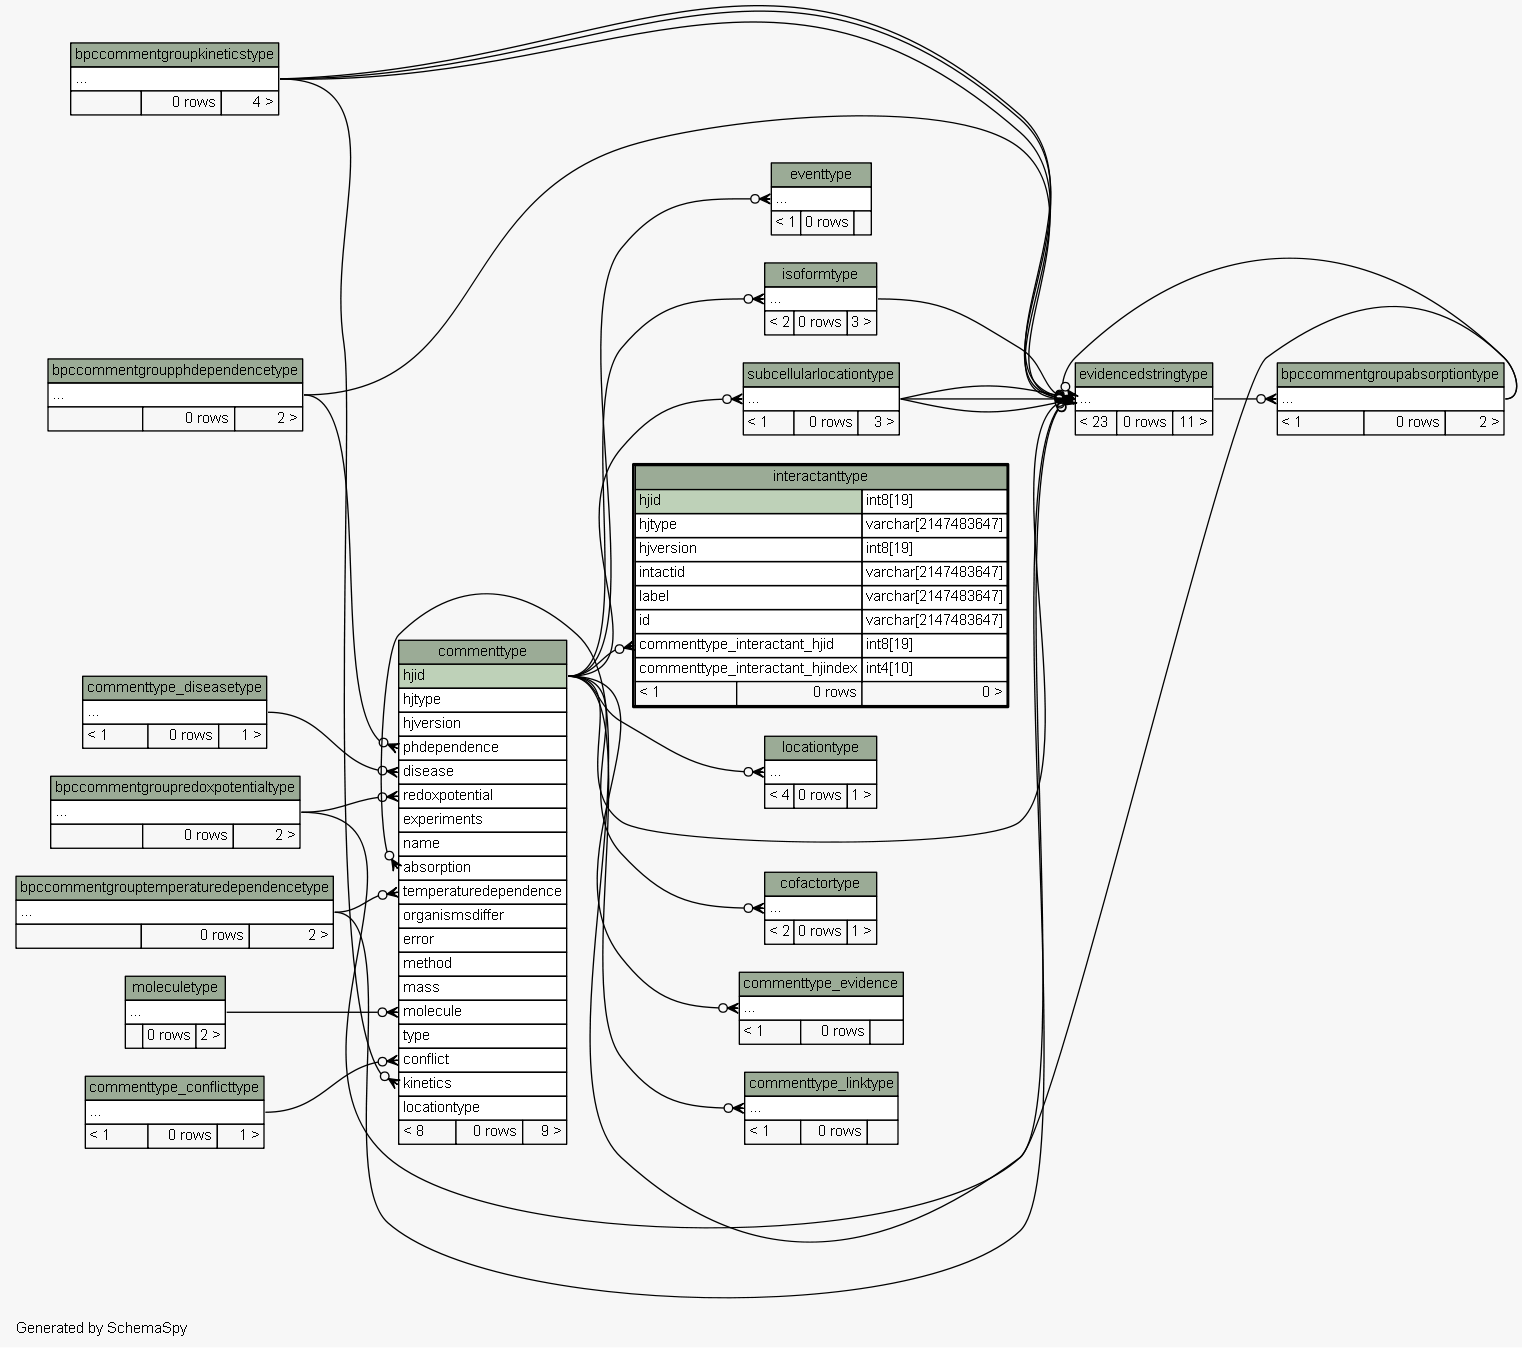 bpccommentgroupkineticstype
...
0 rows 4 >
eventtype
...
< 1 0 rows
isoformtype
...
< 2 0 rows 3 >
bpccommentgroupphdependencetype
...
0 rows 2 >
subcellularlocationtype
...
< 1 0 rows 3 >
evidencedstringtype
...
< 23 0 rows 11 >
bpccommentgroupabsorptiontype
...
< 1 0 rows 2 >
interactanttype
hjid int8[19]
hjtype varchar[2147483647]
hjversion int8[19]
intactid varchar[2147483647]
label varchar[2147483647]
id varchar[2147483647]
commenttype_interactant_hjid int8[19]
commenttype_interactant_hjindex int4[10]
< 1 0 rows 0 >
commenttype
hjid
hjtype
hjversion
phdependence
disease
redoxpotential
experiments
name
absorption
temperaturedependence
organismsdiffer
error
method
mass
molecule
type
conflict
kinetics
locationtype
< 8 0 rows 9 >
commenttype_diseasetype
...
< 1 0 rows 1 >
bpccommentgroupredoxpotentialtype
...
0 rows 2 >
bpccommentgrouptemperaturedependencetype
...
0 rows 2 >
moleculetype
...
0 rows 2 >
commenttype_conflicttype
...
< 1 0 rows 1 >
locationtype
...
< 4 0 rows 1 >
cofactortype
...
< 2 0 rows 1 >
commenttype_evidence
...
< 1 0 rows
commenttype_linktype
...
< 1 0 rows
Generated by SchemaSpy